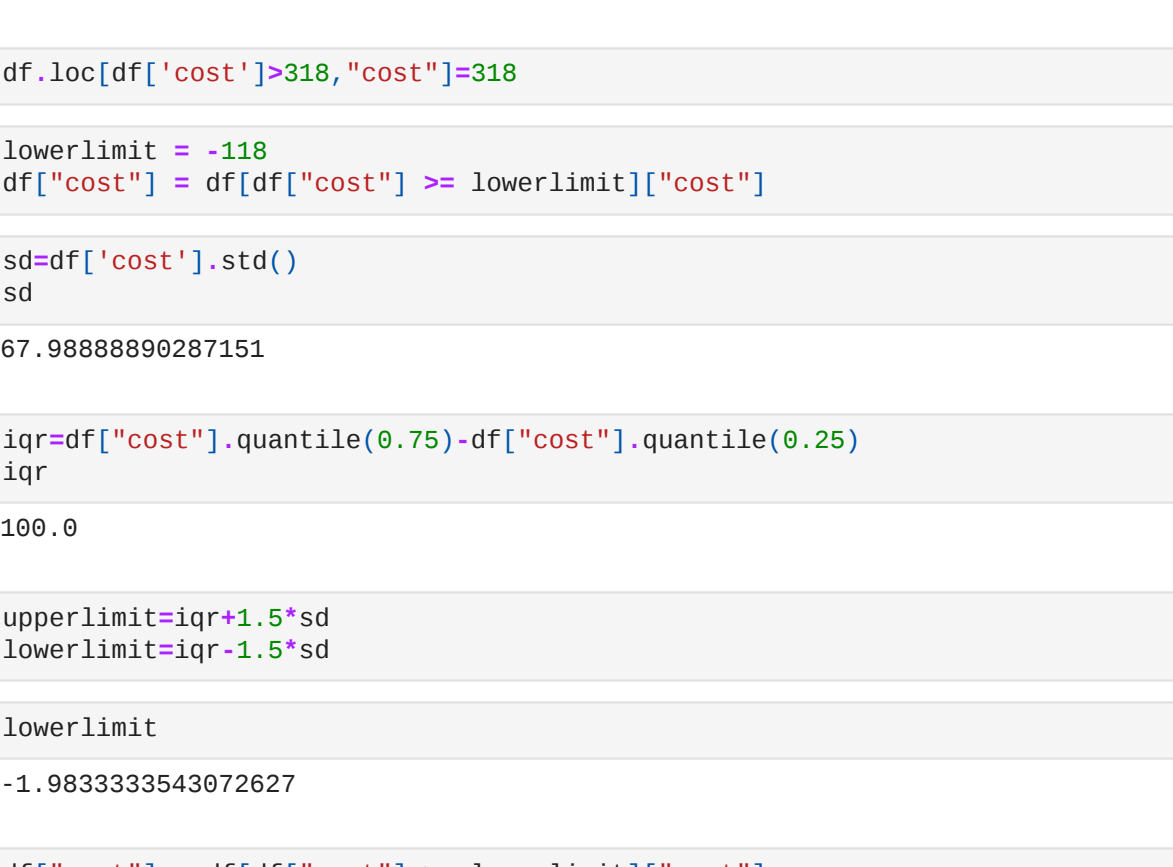 df.loc[df['cost']>318,"cost"]=318
lowerlimit = -118
df["cost"] = df[df["cost"] >= lowerlimit]["cost"]
sd=df['cost'].std()
sd
67.98888890287151
iqr=df["cost"].quantile(0.75)-df["cost"].quantile(0.25)
iqr
100.0
upperlimit=iqr+1.5*sd
lowerlimit=iqr-1.5*sd
lowerlimit
-1.9833333543072627